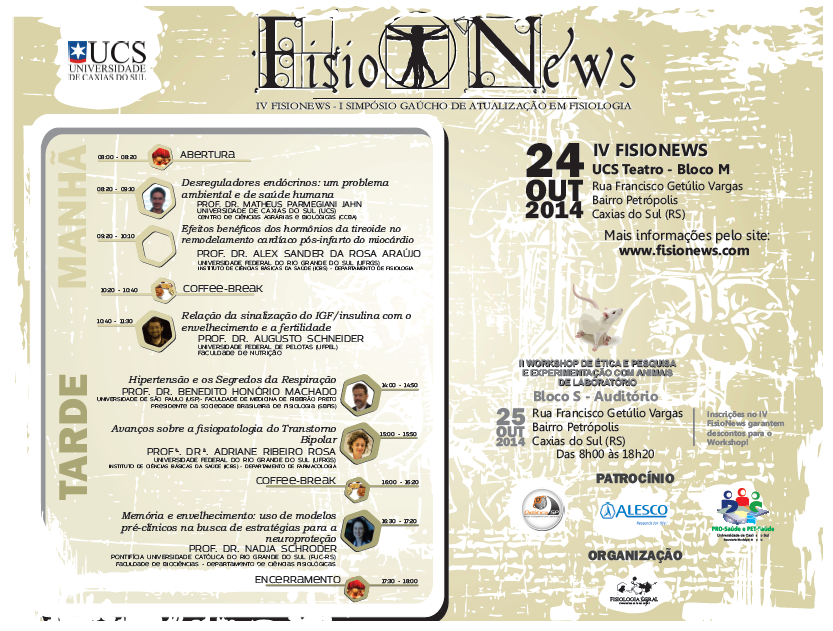 UCS
UNIVERSIDADE
DE CAXIAS DO SUL
FisioNews
IV FISIONEWS - I SIMPÓSIO GAÚCHO DE ATUALIZAÇÃO EM FISIOLOGIA
MANHÃ
08:00 - 08:20 ABERTURA
08:20 - 09:10
Desreguladores endócrinos: um problema
ambiental e de saúde humana
PROF. DR. MATHEUS PARMEGIANI JAHN
UNIVERSIDADE DE CAXIAS DO SUL (UCS)
CENTRO DE CIÊNCIAS AGRÁRIAS E BIOLÓGICAS (CCBA)
09:20 - 10:10
Efeitos benéficos dos hormônios da tireoide no
remodelamento cardíaco pós-infarto do miocárdio
PROF. DR. ALEX SANDER DA ROSA ARAÚJO
UNIVERSIDADE FEDERAL DO RIO GRANDE DO SUL (UFRGS)
INSTITUTO DE CIÊNCIAS BÁSICAS DA SAÚDE (ICBS) - DEPARTAMENTO DE FISIOLOGIA
10:20 - 10:40 COFFEE-BREAK
10:40 - 11:30
Relação da sinalização do IGF/insulina com o
envelhecimento e a fertilidade
PROF. DR. AUGUSTO SCHNEIDER
UNIVERSIDADE FEDERAL DE PELOTAS (UFPEL)
FACULDADE DE NUTRIÇÃO
TARDE
Hipertensão e os Segredos da Respiração
14:00 - 14:50
PROF. DR. BENEDITO HONÓRIO MACHADO
UNIVERSIDADE DE SÃO PAULO (USP)- FACULDADE DE MEDICINA DE RIBEIRÃO PRETO
PRESIDENTE DA SOCIEDADE BRASILEIRA DE FISIOLOGIA (SBFIS)
Avanços sobre a fisiopatologia do Transtorno
Bipolar
15:00 - 15:50
PROFª. DRª. ADRIANE RIBEIRO ROSA
UNIVERSIDADE FEDERAL DO RIO GRANDE DO SUL (UFRGS)
INSTITUTO DE CIÊNCIAS BÁSICAS DA SAÚDE (ICBS) - DEPARTAMENTO DE FARMACOLOGIA
COFFEE-BREAK 16:00 - 16:20
Memória e envelhecimento: uso de modelos
pré-clínicos na busca de estratégias para a
neuroproteção
16:30 - 17:20
PROF. DR. NADJA SCHRODER
PONTIFÍCIA UNIVERSIDADE CATÓLICA DO RIO GRANDE DO SUL (PUC-RS)
FACULDADE DE BIOCIÊNCIAS - DEPARTAMENTO DE CIÊNCIAS FISIOLÓGICAS
ENCERRAMENTO 17:30 - 18:00
24
OUT
2014
IV FISIONEWS
UCS Teatro - Bloco M
Rua Francisco Getúlio Vargas
Bairro Petrópolis
Caxias do Sul (RS)
Mais informações pelo site:
www.fisionews.com
II WORKSHOP DE ÉTICA E PESQUISA
E EXPERIMENTAÇÃO COM ANIMAIS
DE LABORATÓRIO
Bloco S - Auditório
25
OUT
2014
Rua Francisco Getúlio Vargas
Bairro Petrópolis
Caxias do Sul (RS)
Das 8h00 às 18h20
Inscrições no IV
FisioNews garantem
descontos para o
Workshop!
PATROCÍNIO
ALESCO
Research for life
PRÓ-Saúde e PET-Saúde
ORGANIZAÇÃO
FISIOLOGIA GERAL